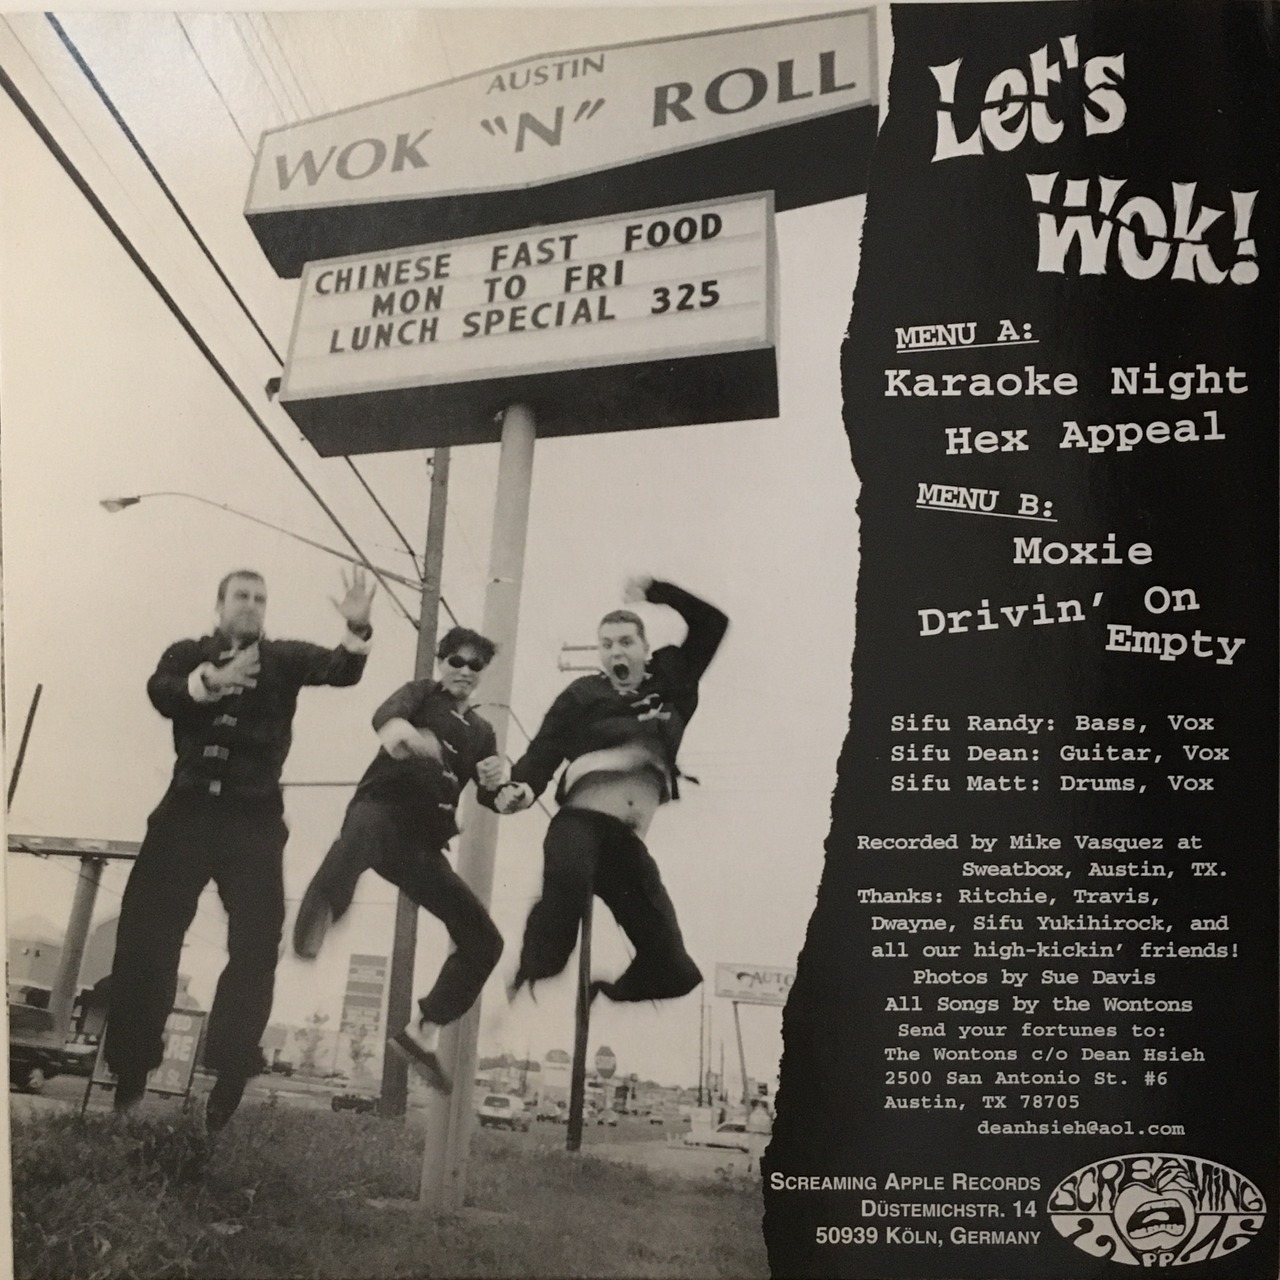 AUSTIN
WOK "N" ROLL
CHINESE FAST FOOD
MON TO FRI
LUNCH SPECIAL 325
AUTO
Let's
Wok!
MENU A:
Karaoke Night
Hex Appeal
MENU B:
Moxie
Drivin' On
Empty
Sifu Randy: Bass, Vox
Sifu Dean: Guitar, Vox
Sifu Matt: Drums, Vox
Recorded by Mike Vasquez at
Sweatbox, Austin, TX.
Thanks: Ritchie, Travis,
Dwayne, Sifu Yukihirock, and
all our high-kickin' friends!
Photos by Sue Davis
All Songs by the Wontons
Send your fortunes to:
The Wontons c/o Dean Hsieh
2500 San Antonio St. #6
Austin, TX 78705
deanhsieh@aol.com
SCREAMING APPLE RECORDS
DÜSTEMICHSTR. 14
50939 KÖLN, GERMANY
SCREAMING
APPLE